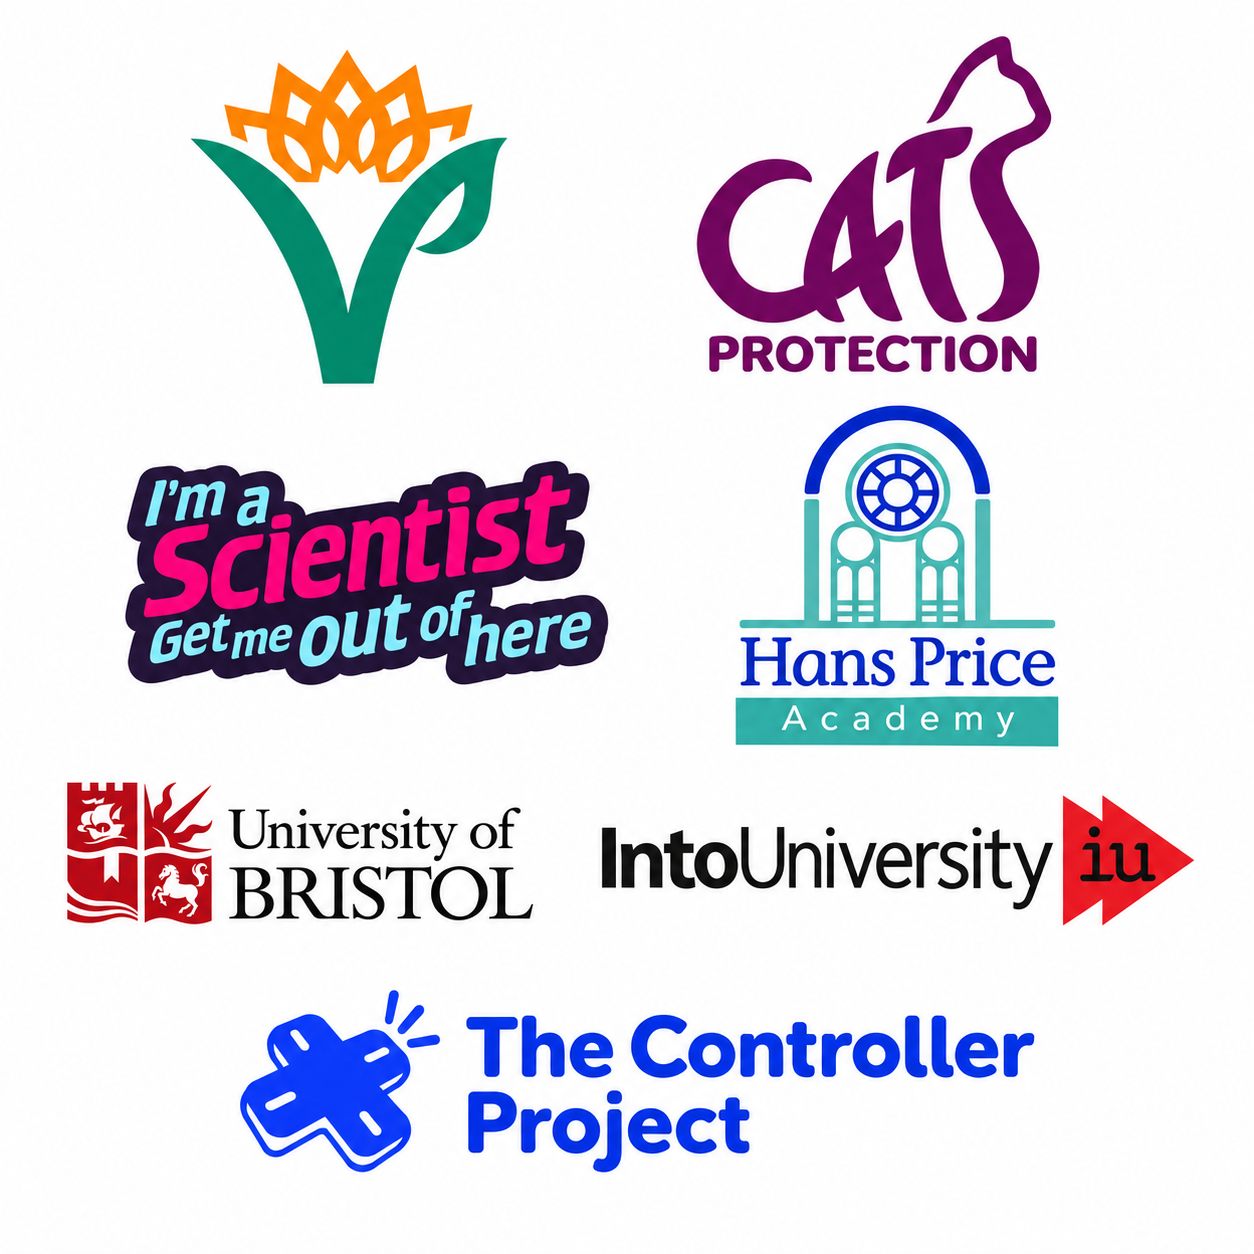 CATS
PROTECTION
I'm a
Scientist
Get me out of here
Hans Price
Academy
University of
BRISTOL
IntoUniversity iu
The Controller
Project